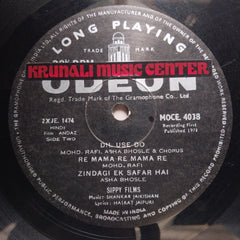 LONG PLAYING
TRADE MARK
KRUNALI MUSIC CENTER
ODEON
Regd. Trade Mark of The Gramophone Co., Ltd
2XJE. 1474
HINDI
Film ANDAZ
SIDE TWO
MOCE. 4038
Recording First
Published 1971
DIL USE DO
MOHD. RAFI, ASHA BHOSLE & CHORUS
RE MAMA RE MAMA RE
MOHD. RAFI
ZINDAGI EK SAFAR HAI
ASHA BHOSLE
SIPPY FILMS
Music: SHANKAR JAIKISHAN
Lyrics: HASRAT JAIPURI
MADE IN INDIA